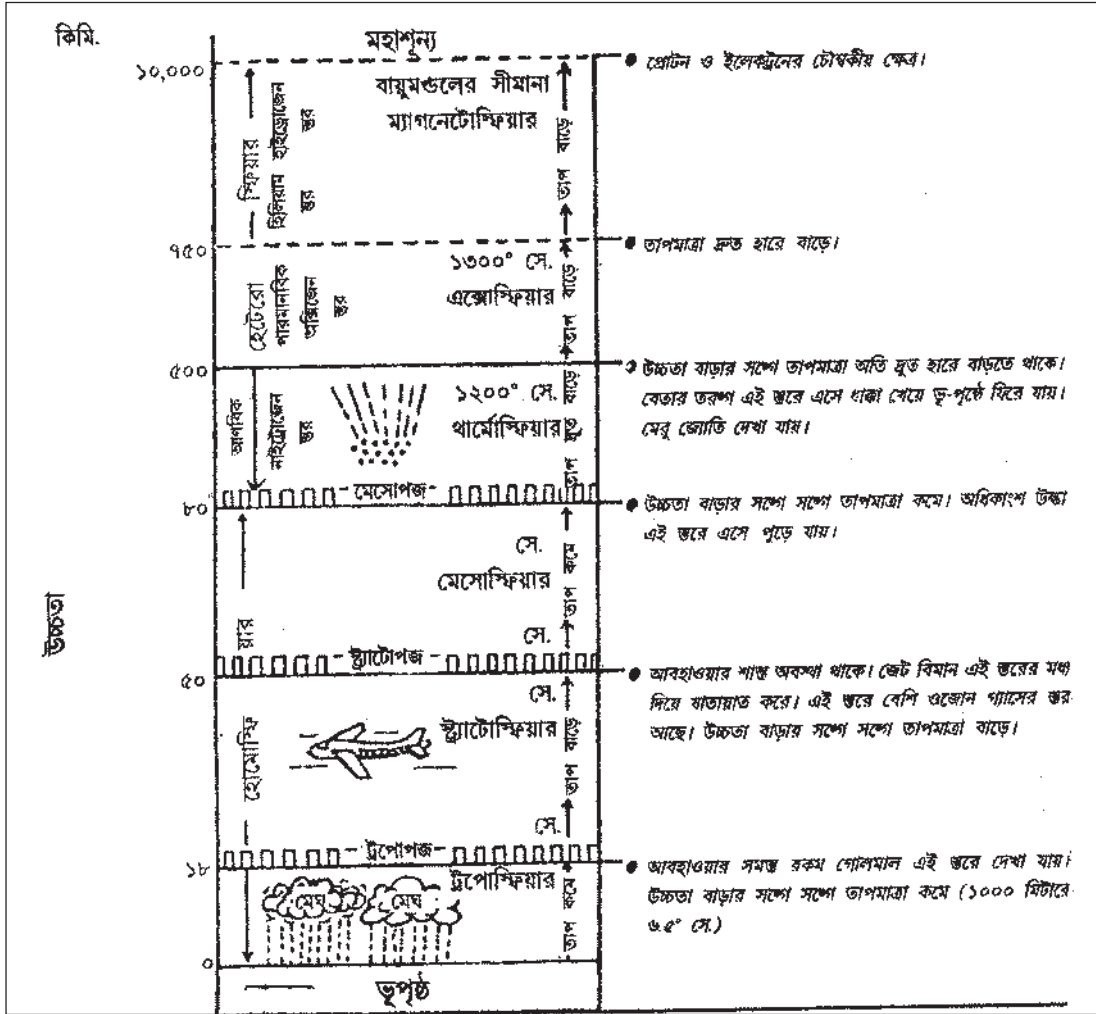 কিমি.
মহাশূন্য
১০,০০০
বায়ুমণ্ডলের সীমানা
ম্যাগনেটোস্ফিয়ার
স্ফিয়ার
হিলিয়াম হাইড্রোজেন
স্তর স্তর
তাপ বাড়ে
● প্রোটন ও ইলেকট্রনের চৌম্বকীয় ক্ষেত্র।
৭৫০
১৩০০° সে.
এক্সোস্ফিয়ার
হেটেরো
পারমানবিক
অক্সিজেন
স্তর
তাপ বাড়ে
● তাপমাত্রা দ্রুত হারে বাড়ে।
৫০০
১২০০° সে.
থার্মোস্ফিয়ার
আণবিক
নাইট্রোজেন
স্তর
তাপ দ্রুত বাড়ে
● উচ্চতা বাড়ার সঙ্গে তাপমাত্রা অতি দ্রুত হারে বাড়তে থাকে।
বেতার তরঙ্গ এই স্তরে এসে ধাক্কা খেয়ে ভূ-পৃষ্ঠে ফিরে যায়।
মেরু জ্যোতি দেখা যায়।
৮০
মেসোপজ
সে.
মেসোস্ফিয়ার
সে.
তাপ কমে
● উচ্চতা বাড়ার সঙ্গে সঙ্গে তাপমাত্রা কমে। অধিকাংশ উল্কা
এই স্তরে এসে পুড়ে যায়।
উচ্চতা
য়ার
৫০
স্ট্র্যাটোপজ
সে.
স্ট্র্যাটোস্ফিয়ার
সে.
হোমোস্ফি
তাপ বাড়ে
● আবহাওয়ার শান্ত অবস্থা থাকে। জেট বিমান এই স্তরের মধ্য
দিয়ে যাতায়াত করে। এই স্তরে বেশি ওজোন গ্যাসের স্তর
আছে। উচ্চতা বাড়ার সঙ্গে সঙ্গে তাপমাত্রা বাড়ে।
১৮
ট্রপোপজ
ট্রপোস্ফিয়ার
মেঘ মেঘ
তাপ কমে
● আবহাওয়ার সমস্ত রকম গোলমাল এই স্তরে দেখা যায়।
উচ্চতা বাড়ার সঙ্গে সঙ্গে তাপমাত্রা কমে (১০০০ মিটারে
৬.৫° সে.)
০
ভূপৃষ্ঠ